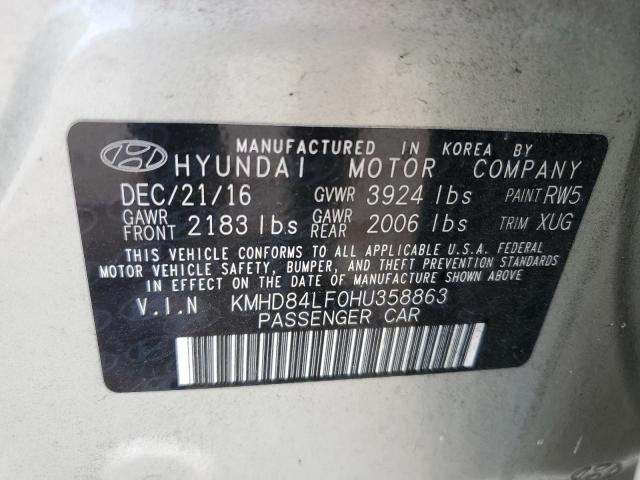 MANUFACTURED IN KOREA BY
HYUNDAI MOTOR COMPANY
DEC/21/16 GVWR 3924 lbs PAINT RW5
GAWR FRONT 2183 lbs GAWR REAR 2006 lbs TRIM XUG
THIS VEHICLE CONFORMS TO ALL APPLICABLE U.S.A. FEDERAL
MOTOR VEHICLE SAFETY, BUMPER, AND THEFT PREVENTION STANDARDS
IN EFFECT ON THE DATE OF MANUFACTURE SHOWN ABOVE.
V.I.N KMHD84LF0HU358863
PASSENGER CAR